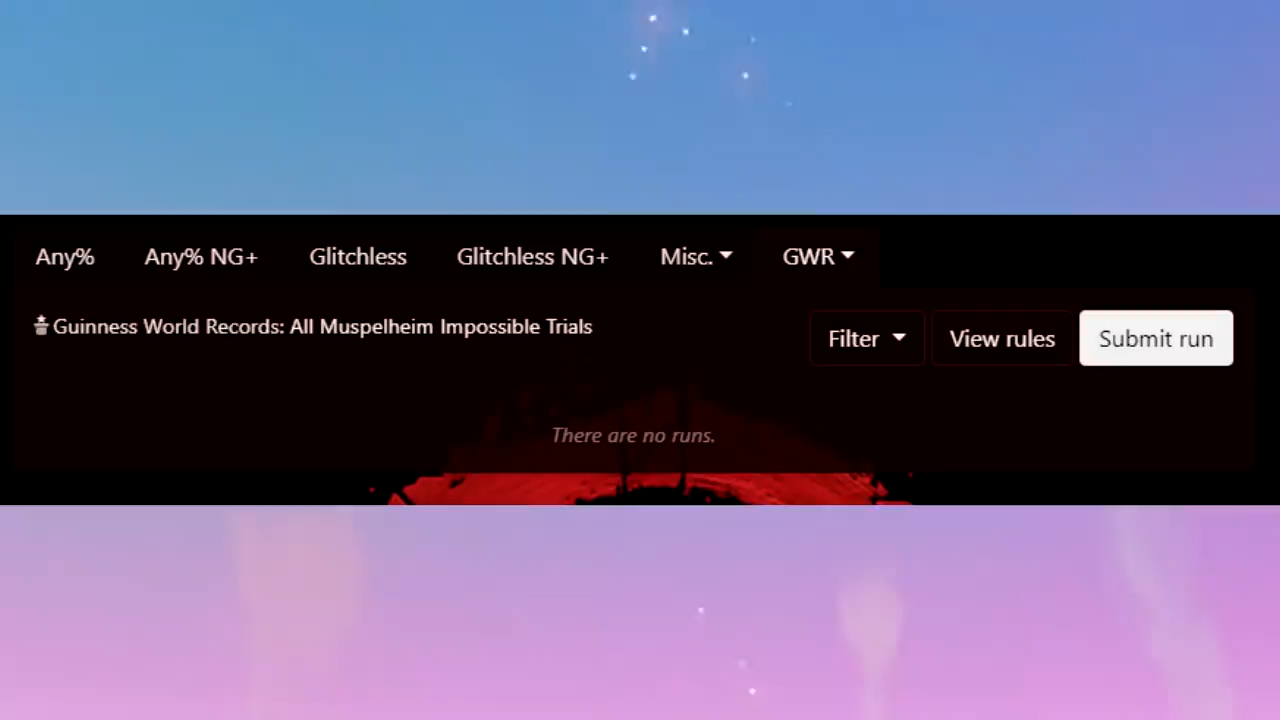 Any% Any% NG+ Glitchless Glitchless NG+ Misc. GWR
Guinness World Records: All Muspelheim Impossible Trials
Filter View rules Submit run
There are no runs.